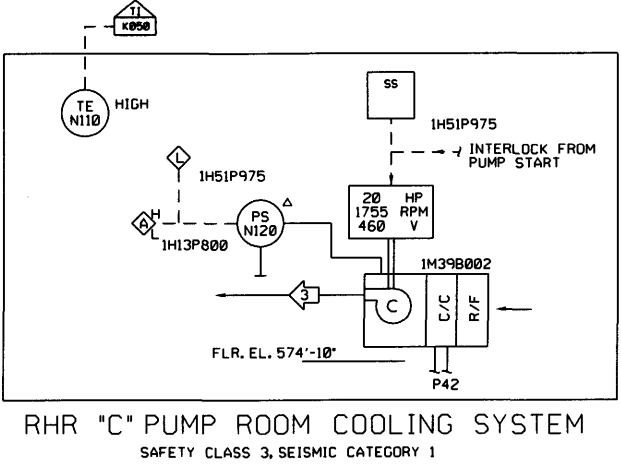 TI
K050
TE
N110
HIGH
SS
1H51P975
INTERLOCK FROM
PUMP START
L
1H51P975
20 HP
1755 RPM
460 V
A
H
L
PS
N120
1H13P800
1M39B002
3
C
C/C
R/F
FLR. EL. 574'-10"
P42
RHR "C" PUMP ROOM COOLING SYSTEM
SAFETY CLASS 3, SEISMIC CATEGORY 1